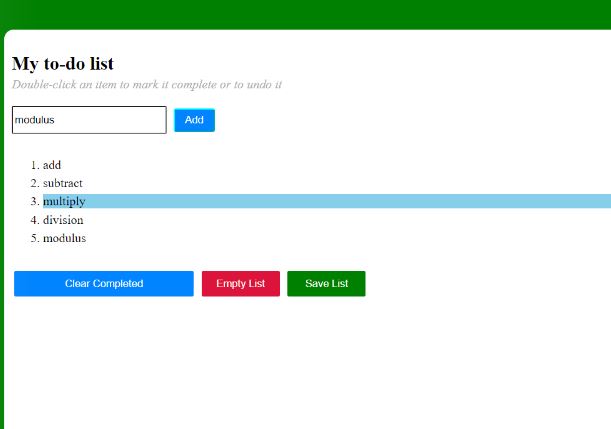 My to-do list
Double-click an item to mark it complete or to undo it
modulus Add
1. add
2. subtract
3. multiply
4. division
5. modulus
Clear Completed Empty List Save List